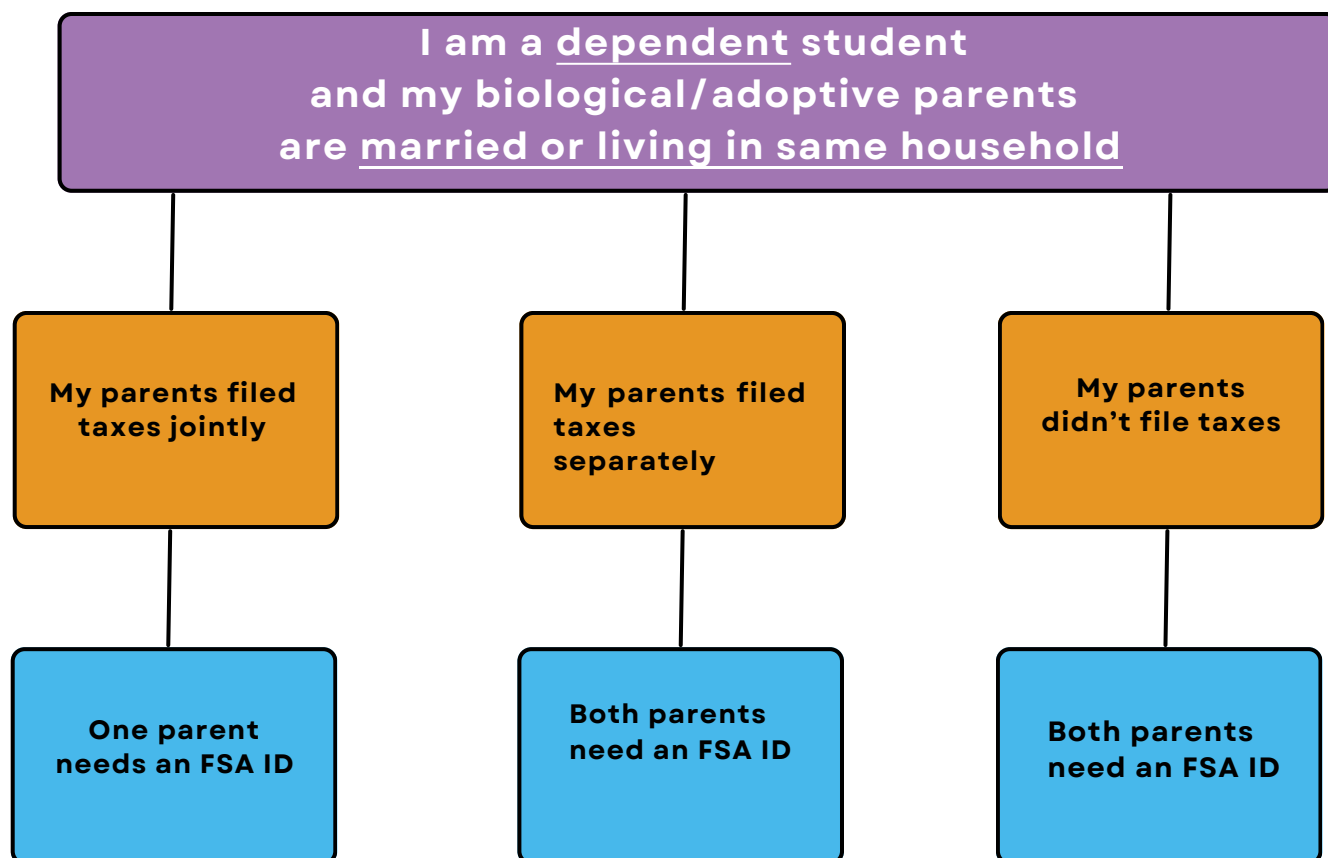 I am a dependent student
and my biological/adoptive parents
are married or living in same household
My parents filed
taxes jointly
My parents filed
taxes
separately
My parents
didn’t file taxes
One parent
needs an FSA ID
Both parents
need an FSA ID
Both parents
need an FSA ID